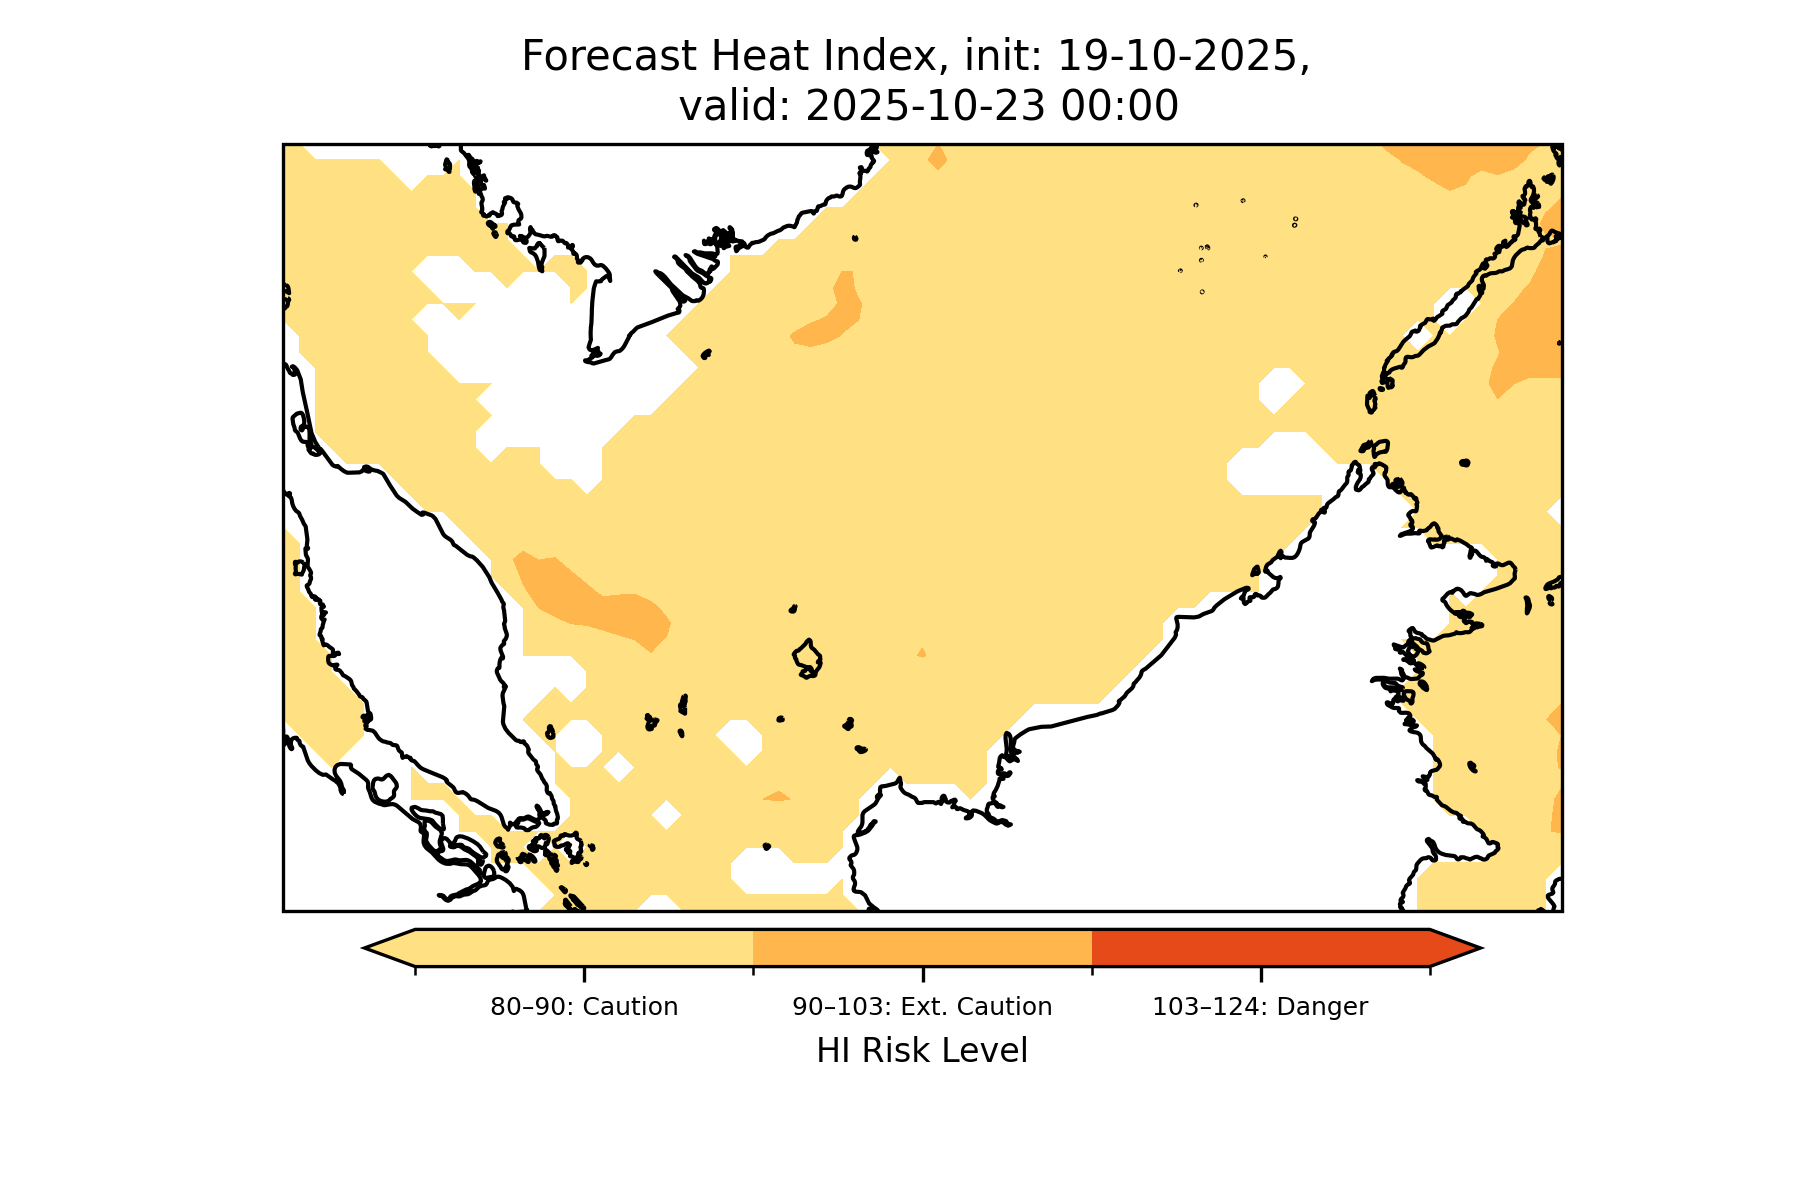 Forecast Heat Index, init: 19-10-2025,
valid: 2025-10-23 00:00
80–90: Caution
90–103: Ext. Caution
103–124: Danger
HI Risk Level